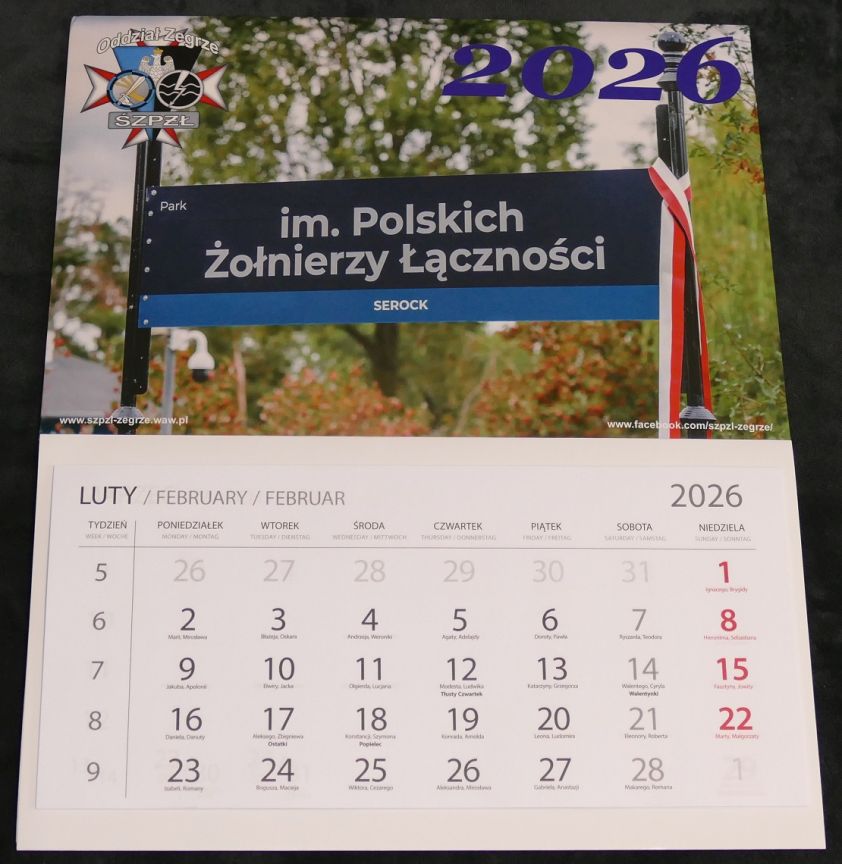 Oddział Zegrze
ŚZPZŁ
2026
Park
im. Polskich
Żołnierzy Łączności
SEROCK
www.szpzl-zegrze.waw.pl
www.facebook.com/szpzl-zegrze/
LUTY / FEBRUARY / FEBRUAR 2026
TYDZIEŃ PONIEDZIAŁEK WTOREK ŚRODA CZWARTEK PIĄTEK SOBOTA NIEDZIELA
WEEK / WOCHE MONDAY / MONTAG TUESDAY / DIENSTAG WEDNESDAY / MITTWOCH THURSDAY / DONNERSTAG FRIDAY / FREITAG SATURDAY / SAMSTAG SUNDAY / SONNTAG
5 26 27 28 29 30 31 1
Ignacego, Brygidy
6 2 3 4 5 6 7 8
Marii, Mirosława Błażeja, Oskara Andrzeja, Weroniki Agaty, Adelajdy Doroty, Pawła Ryszarda, Teodora Hieronima, Sebastiana
7 9 10 11 12 13 14 15
Jakuba, Apolonii Elwiry, Jacka Olgierda, Lucjana Modesta, Ludwika Katarzyny, Grzegorza Walentego, Cyryla Faustyny, Jowity
Tłusty Czwartek Walentynki
8 16 17 18 19 20 21 22
Daniela, Danuty Aleksego, Zbigniewa Konstancji, Szymona Konrada, Arnolda Leona, Ludomira Eleonory, Roberta Marty, Małgorzaty
Ostatki Popielec
9 23 24 25 26 27 28 1
Izabeli, Romany Bogusza, Macieja Wiktora, Cezarego Aleksandra, Mirosława Gabriela, Anastazji Makarego, Romana